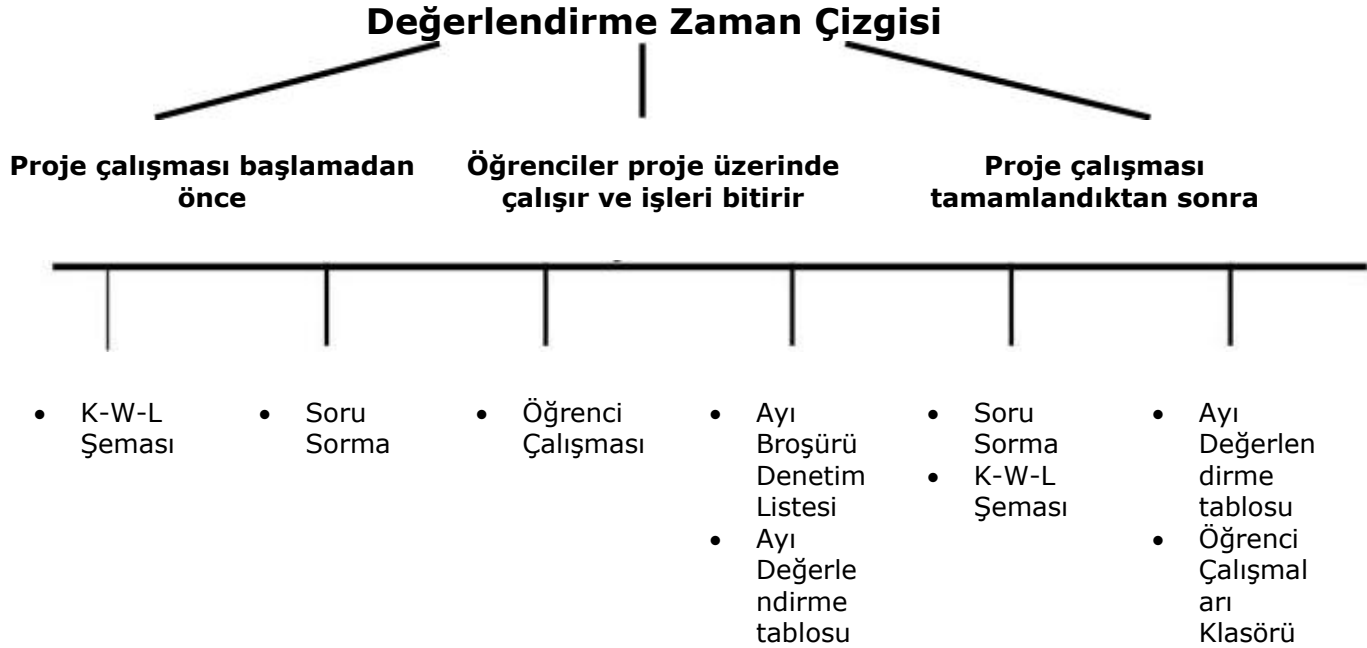 Değerlendirme Zaman Çizgisi
Proje çalışması başlamadan
önce
Öğrenciler proje üzerinde
çalışır ve işleri bitirir
Proje çalışması
tamamlandıktan sonra
• K-W-L
Şeması
• Soru
Sorma
• Öğrenci
Çalışması
• Ayı
Broşürü
Denetim
Listesi
• Ayı
Değerle
ndirme
tablosu
• Soru
Sorma
• K-W-L
Şeması
• Ayı
Değerlen
dirme
tablosu
• Öğrenci
Çalışmal
arı
Klasörü